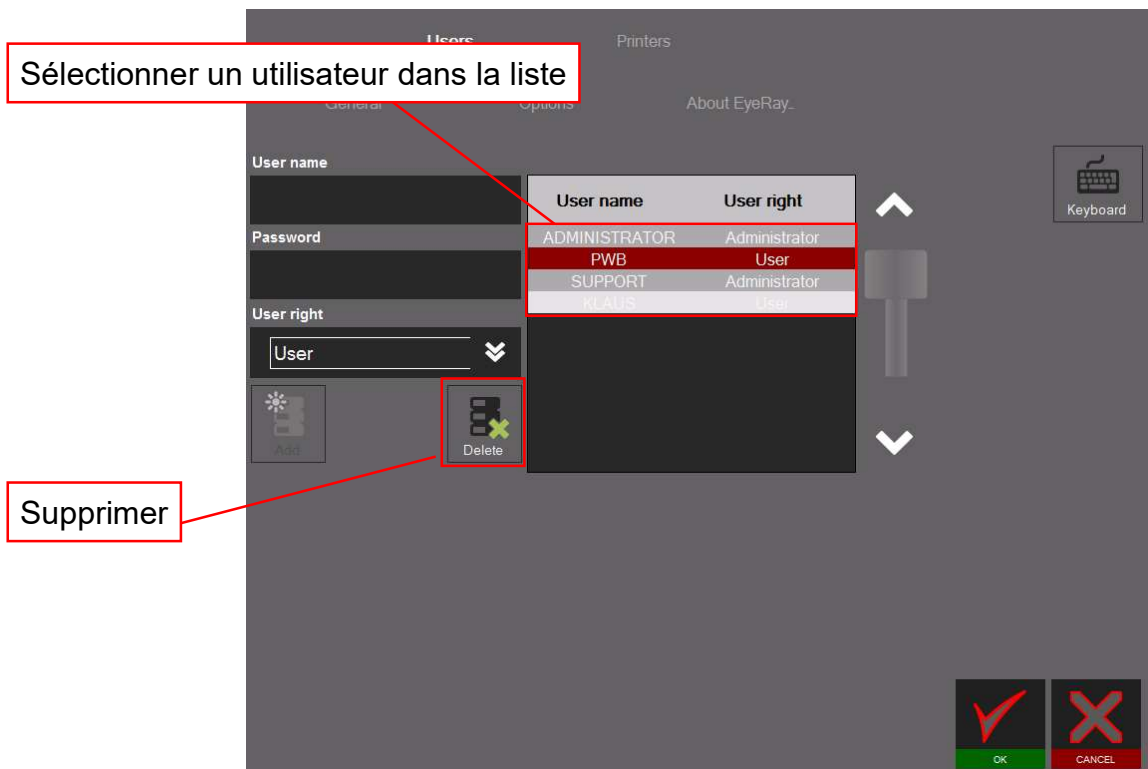 Users Printers
Sélectionner un utilisateur dans la liste
General Options About EyeRay..
User name
Keyboard
User name User right
Password
ADMINISTRATOR Administrator
PWB User
SUPPORT Administrator
KLAUS User
User right
User
Add Delete
Supprimer
OK CANCEL